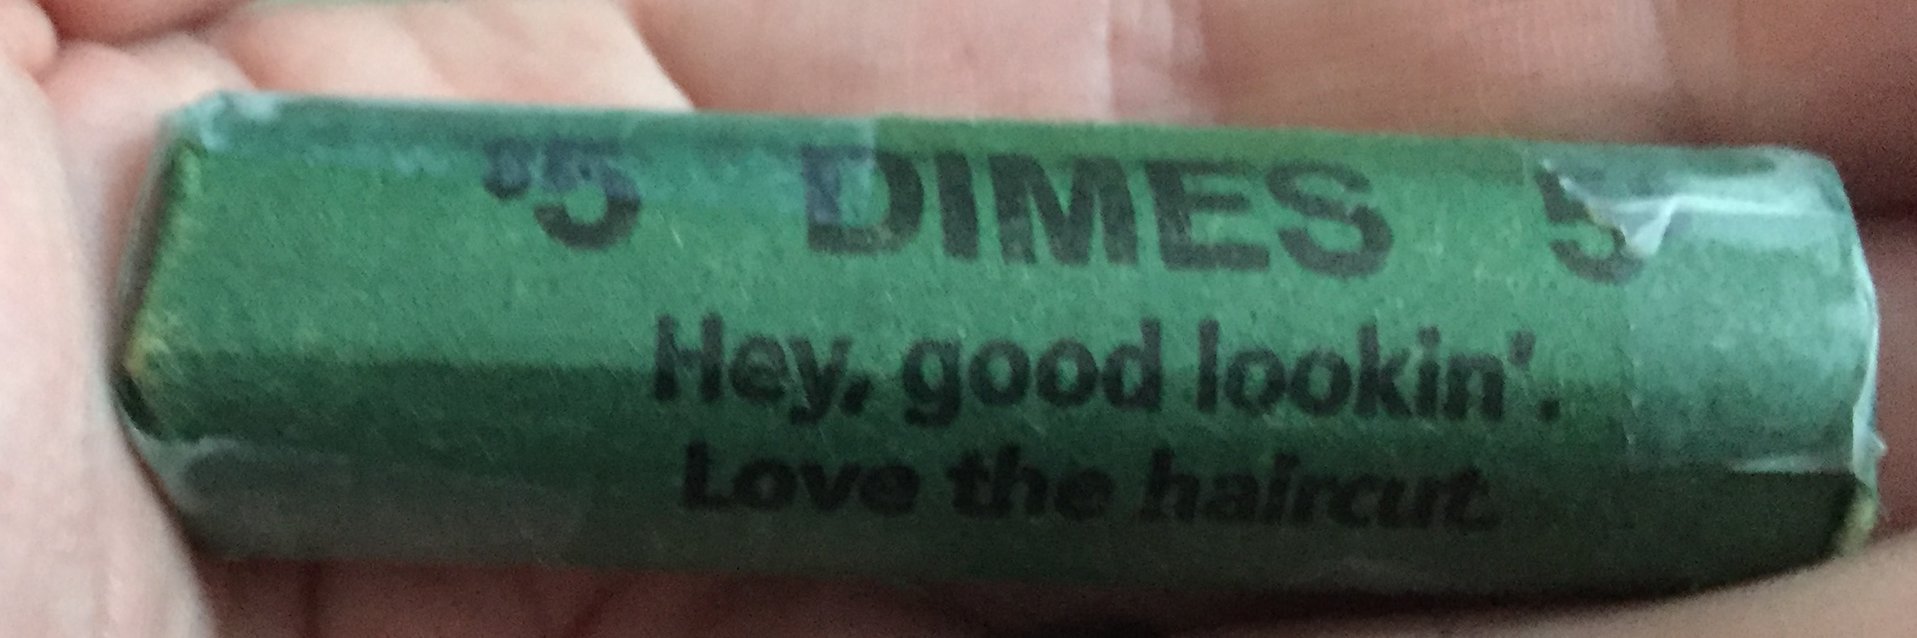 $5 DIMES $5
Hey, good lookin'.
Love the haircut.